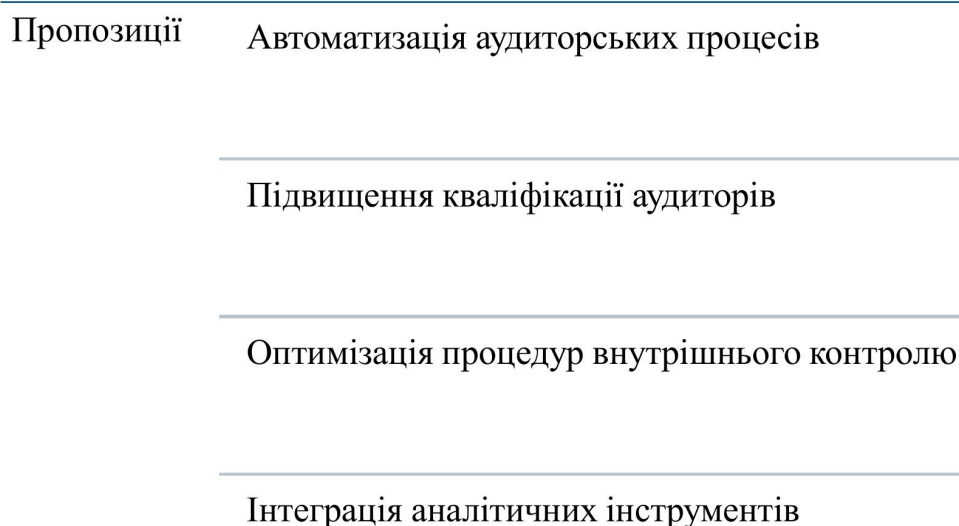 Пропозиції
Автоматизація аудиторських процесів
Підвищення кваліфікації аудиторів
Оптимізація процедур внутрішнього контролю
Інтеграція аналітичних інструментів